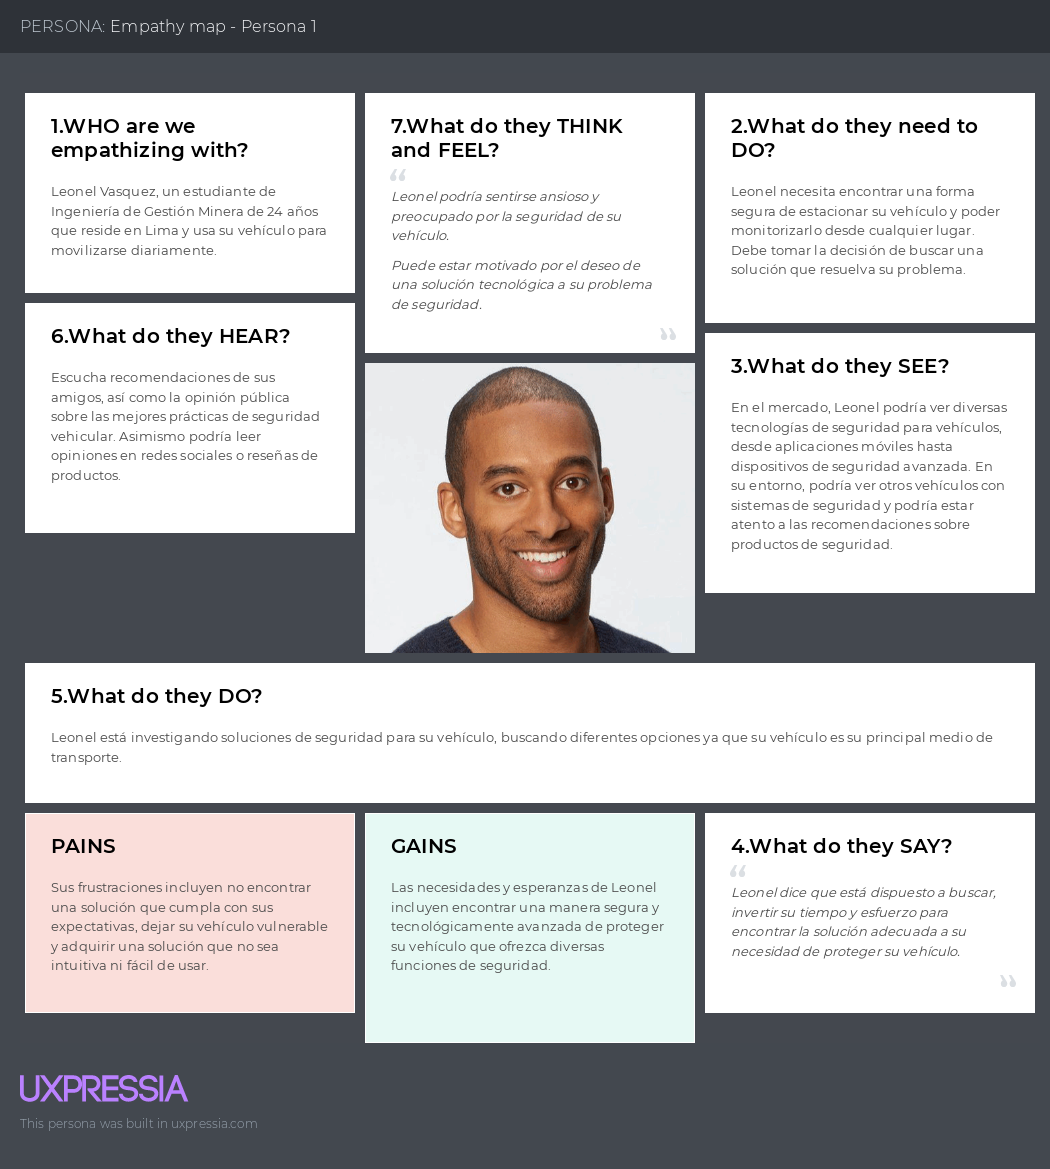 PERSONA: Empathy map - Persona 1
1.WHO are we
empathizing with?
Leonel Vasquez, un estudiante de
Ingeniería de Gestión Minera de 24 años
que reside en Lima y usa su vehículo para
movilizarse diariamente.
7.What do they THINK
and FEEL?
“
Leonel podría sentirse ansioso y
preocupado por la seguridad de su
vehículo.
Puede estar motivado por el deseo de
una solución tecnológica a su problema
de seguridad.
”
2.What do they need to
DO?
Leonel necesita encontrar una forma
segura de estacionar su vehículo y poder
monitorizarlo desde cualquier lugar.
Debe tomar la decisión de buscar una
solución que resuelva su problema.
6.What do they HEAR?
Escucha recomendaciones de sus
amigos, así como la opinión pública
sobre las mejores prácticas de seguridad
vehicular. Asimismo podría leer
opiniones en redes sociales o reseñas de
productos.
3.What do they SEE?
En el mercado, Leonel podría ver diversas
tecnologías de seguridad para vehículos,
desde aplicaciones móviles hasta
dispositivos de seguridad avanzada. En
su entorno, podría ver otros vehículos con
sistemas de seguridad y podría estar
atento a las recomendaciones sobre
productos de seguridad.
5.What do they DO?
Leonel está investigando soluciones de seguridad para su vehículo, buscando diferentes opciones ya que su vehículo es su principal medio de
transporte.
PAINS
Sus frustraciones incluyen no encontrar
una solución que cumpla con sus
expectativas, dejar su vehículo vulnerable
y adquirir una solución que no sea
intuitiva ni fácil de usar.
GAINS
Las necesidades y esperanzas de Leonel
incluyen encontrar una manera segura y
tecnológicamente avanzada de proteger
su vehículo que ofrezca diversas
funciones de seguridad.
4.What do they SAY?
“
Leonel dice que está dispuesto a buscar,
invertir su tiempo y esfuerzo para
encontrar la solución adecuada a su
necesidad de proteger su vehículo.
”
UXPRESSIA
This persona was built in uxpressia.com